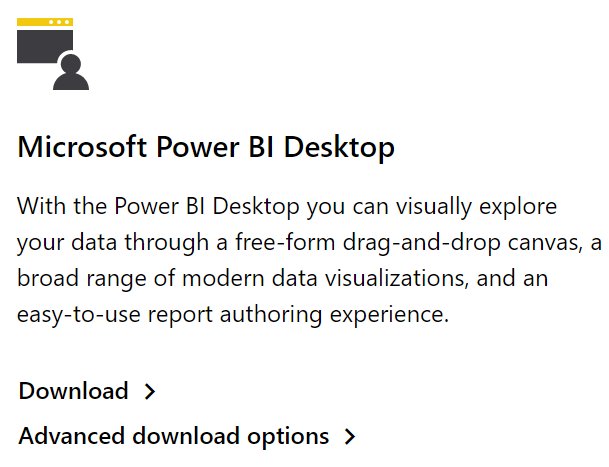 Microsoft Power BI Desktop
With the Power BI Desktop you can visually explore
your data through a free-form drag-and-drop canvas, a
broad range of modern data visualizations, and an
easy-to-use report authoring experience.
Download
Advanced download options